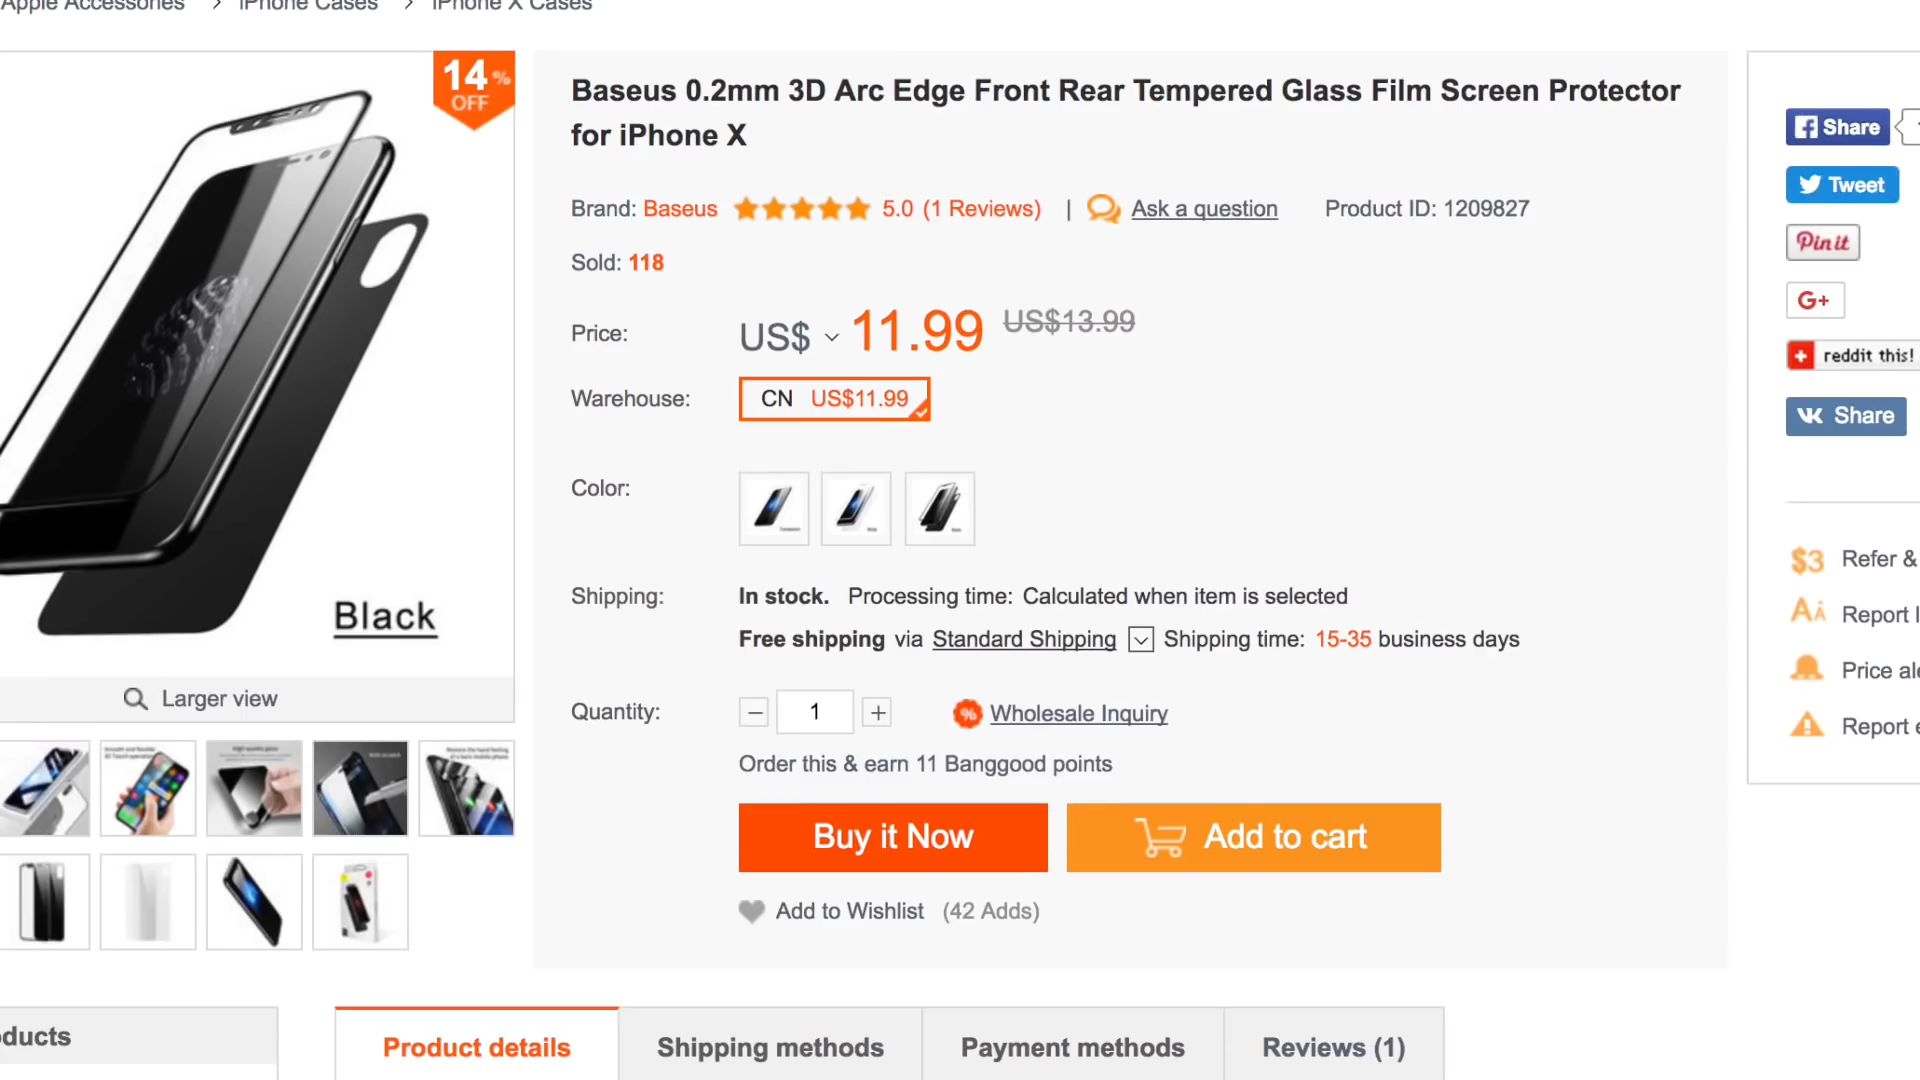 Apple Accessories > iPhone Cases > iPhone X Cases
14%
OFF
Baseus 0.2mm 3D Arc Edge Front Rear Tempered Glass Film Screen Protector
for iPhone X
Brand: Baseus 5.0 (1 Reviews) | Ask a question Product ID: 1209827
Sold: 118
Price: US$ 11.99 US$13.99
Warehouse: CN US$11.99
Color:
Shipping: In stock. Processing time: Calculated when item is selected
Free shipping via Standard Shipping Shipping time: 15-35 business days
Quantity: − 1 + % Wholesale Inquiry
Order this & earn 11 Banggood points
Buy it Now Add to cart
Add to Wishlist (42 Adds)
Black
Larger view
Share
Tweet
Pin it
G+
reddit this!
Share
$3 Refer &
Report
Price
Report
Product details Shipping methods Payment methods Reviews (1)